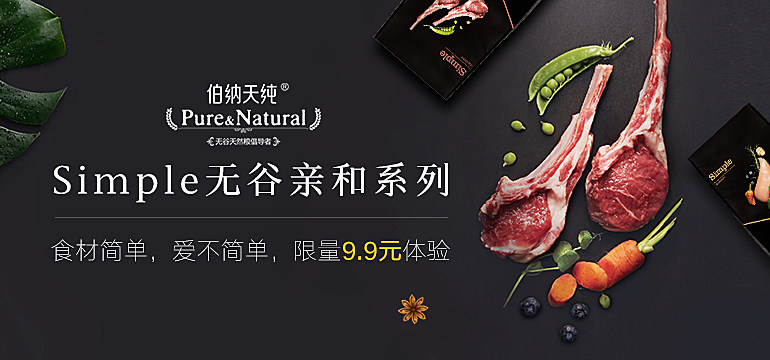 伯纳天纯®
Pure&Natural
无谷天然粮倡导者
Simple无谷亲和系列
食材简单，爱不简单，限量9.9元体验
Simple
Simple